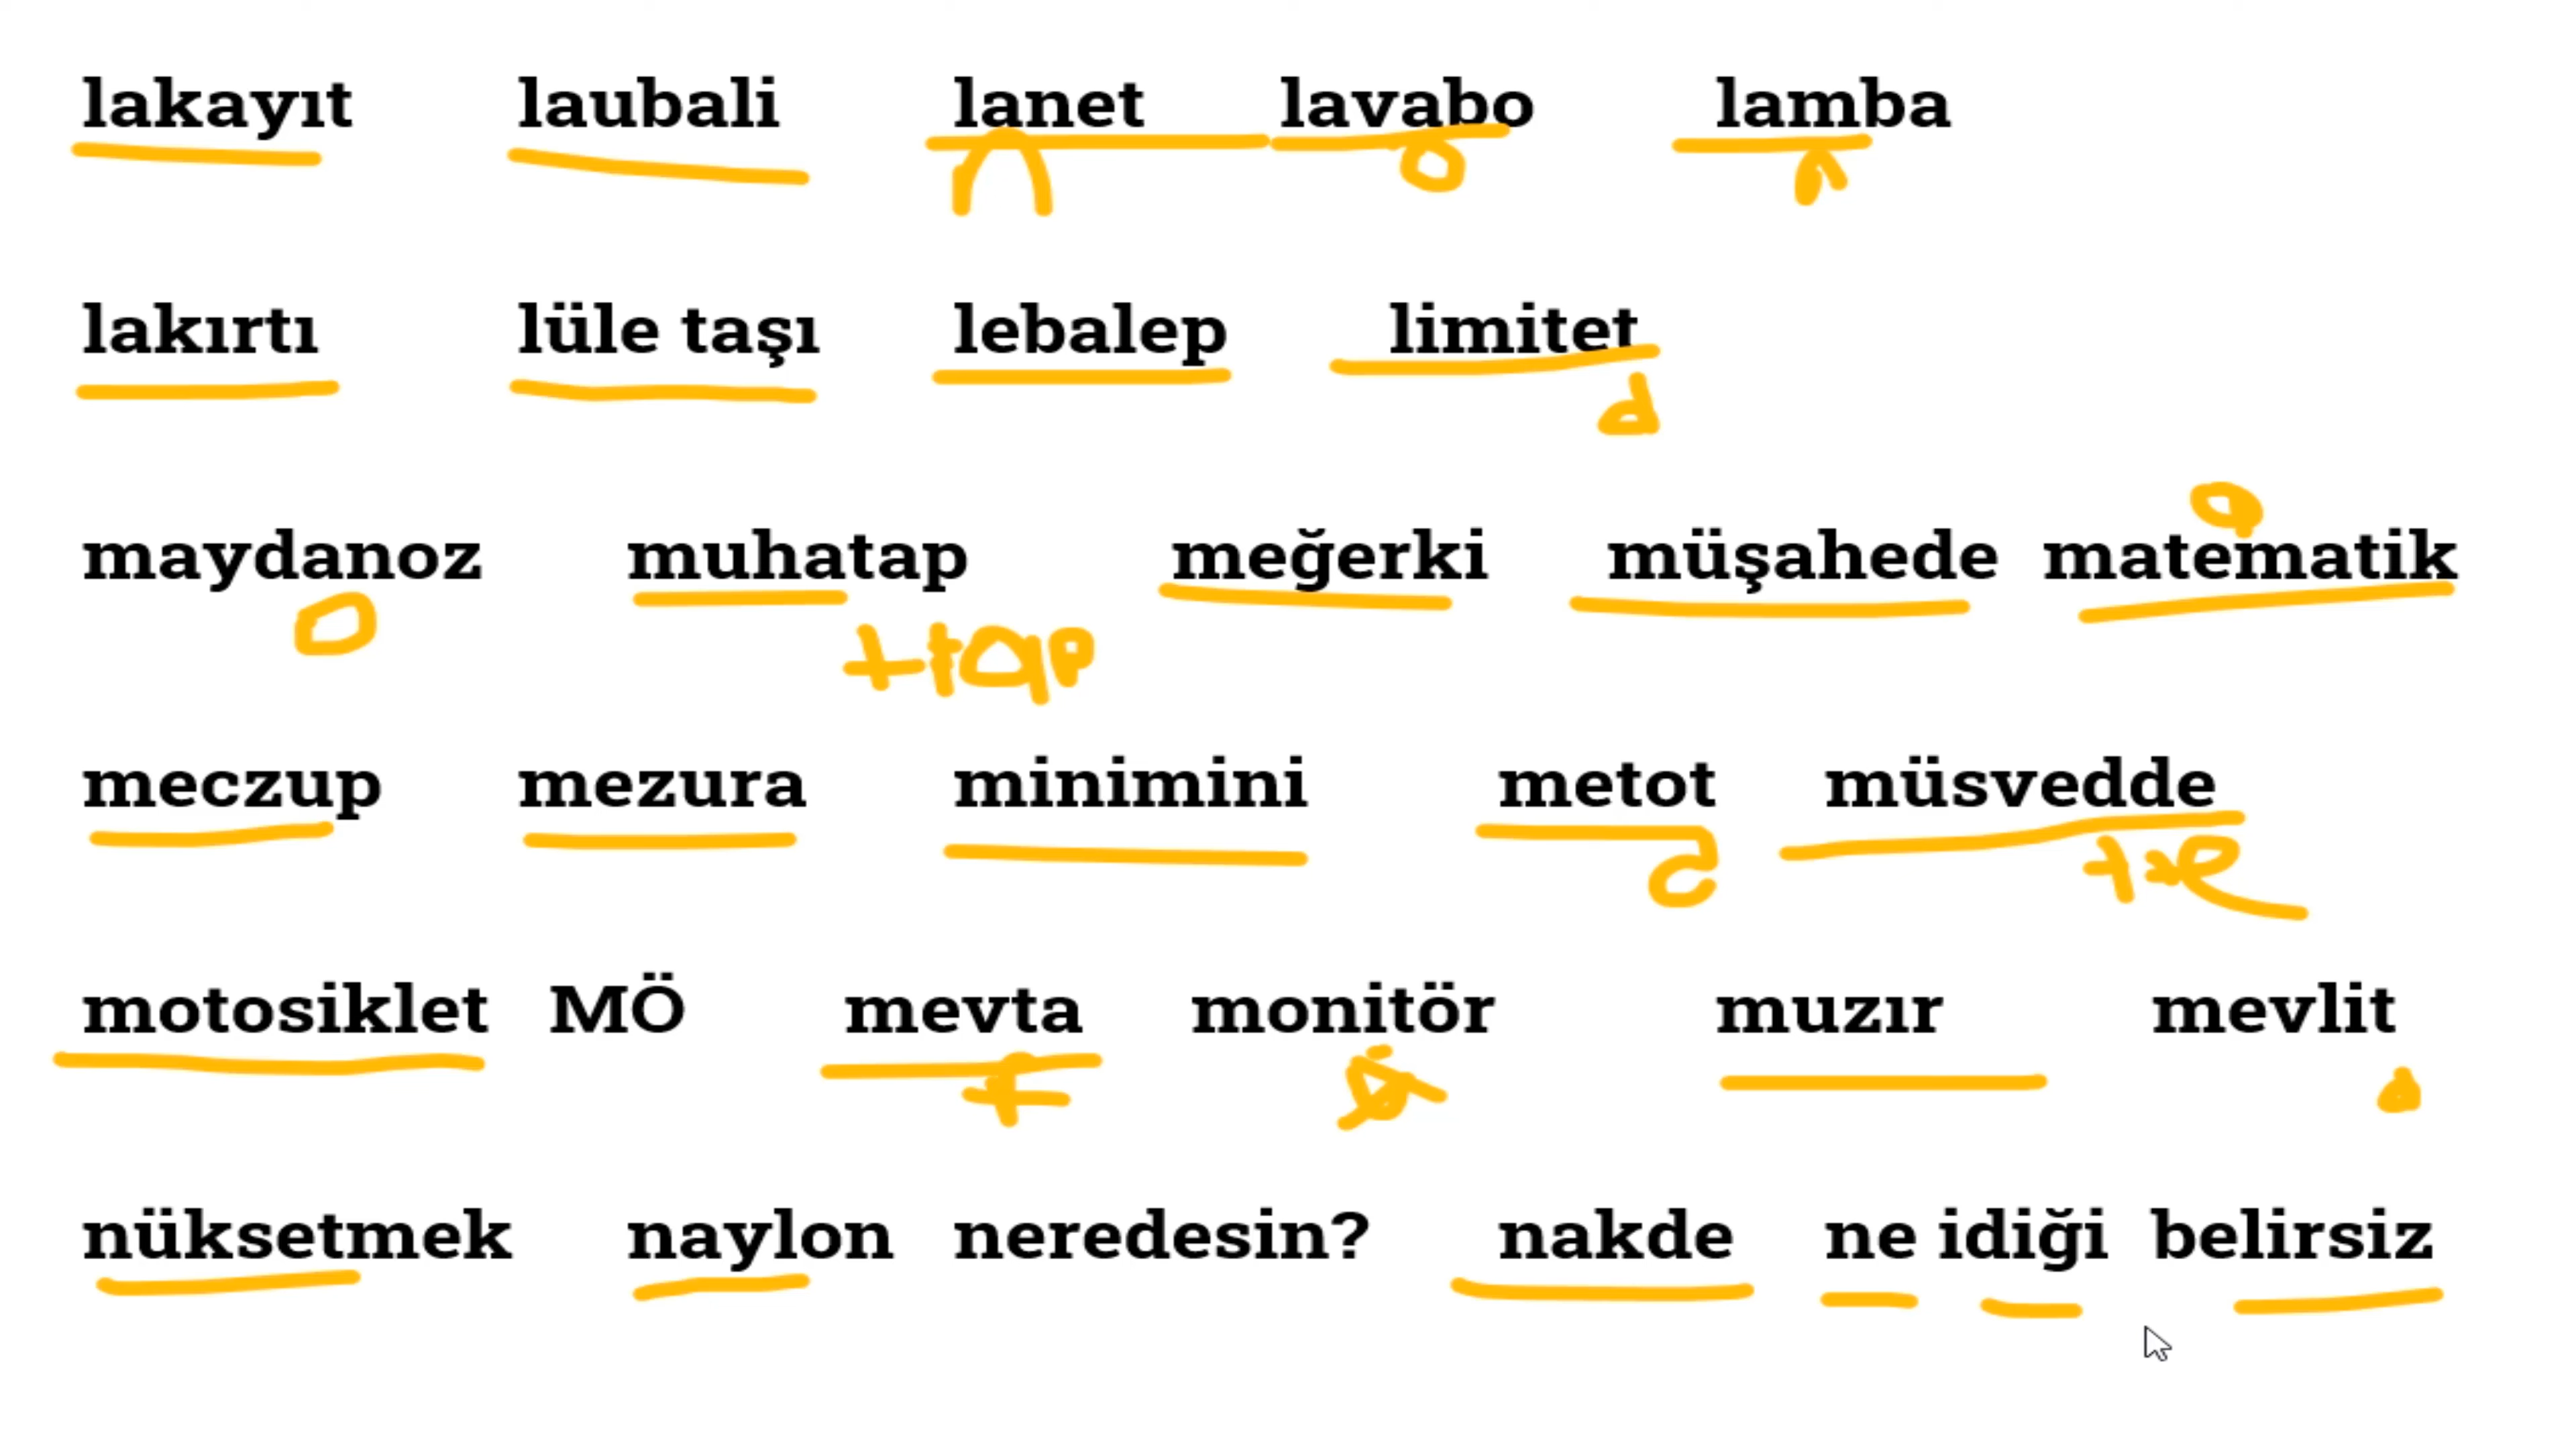 lakayıt laubali lanet lavabo lamba
n o n
lakırtı lüle taşı lebalep limitet
d
maydanoz muhatap meğerki müşahede matematik
ttap
meczup mezura minimini metot müsvedde
motosiklet MÖ mevta monitör muzır mevlit
nüksetmek naylon neredesin? nakde ne idiği belirsiz